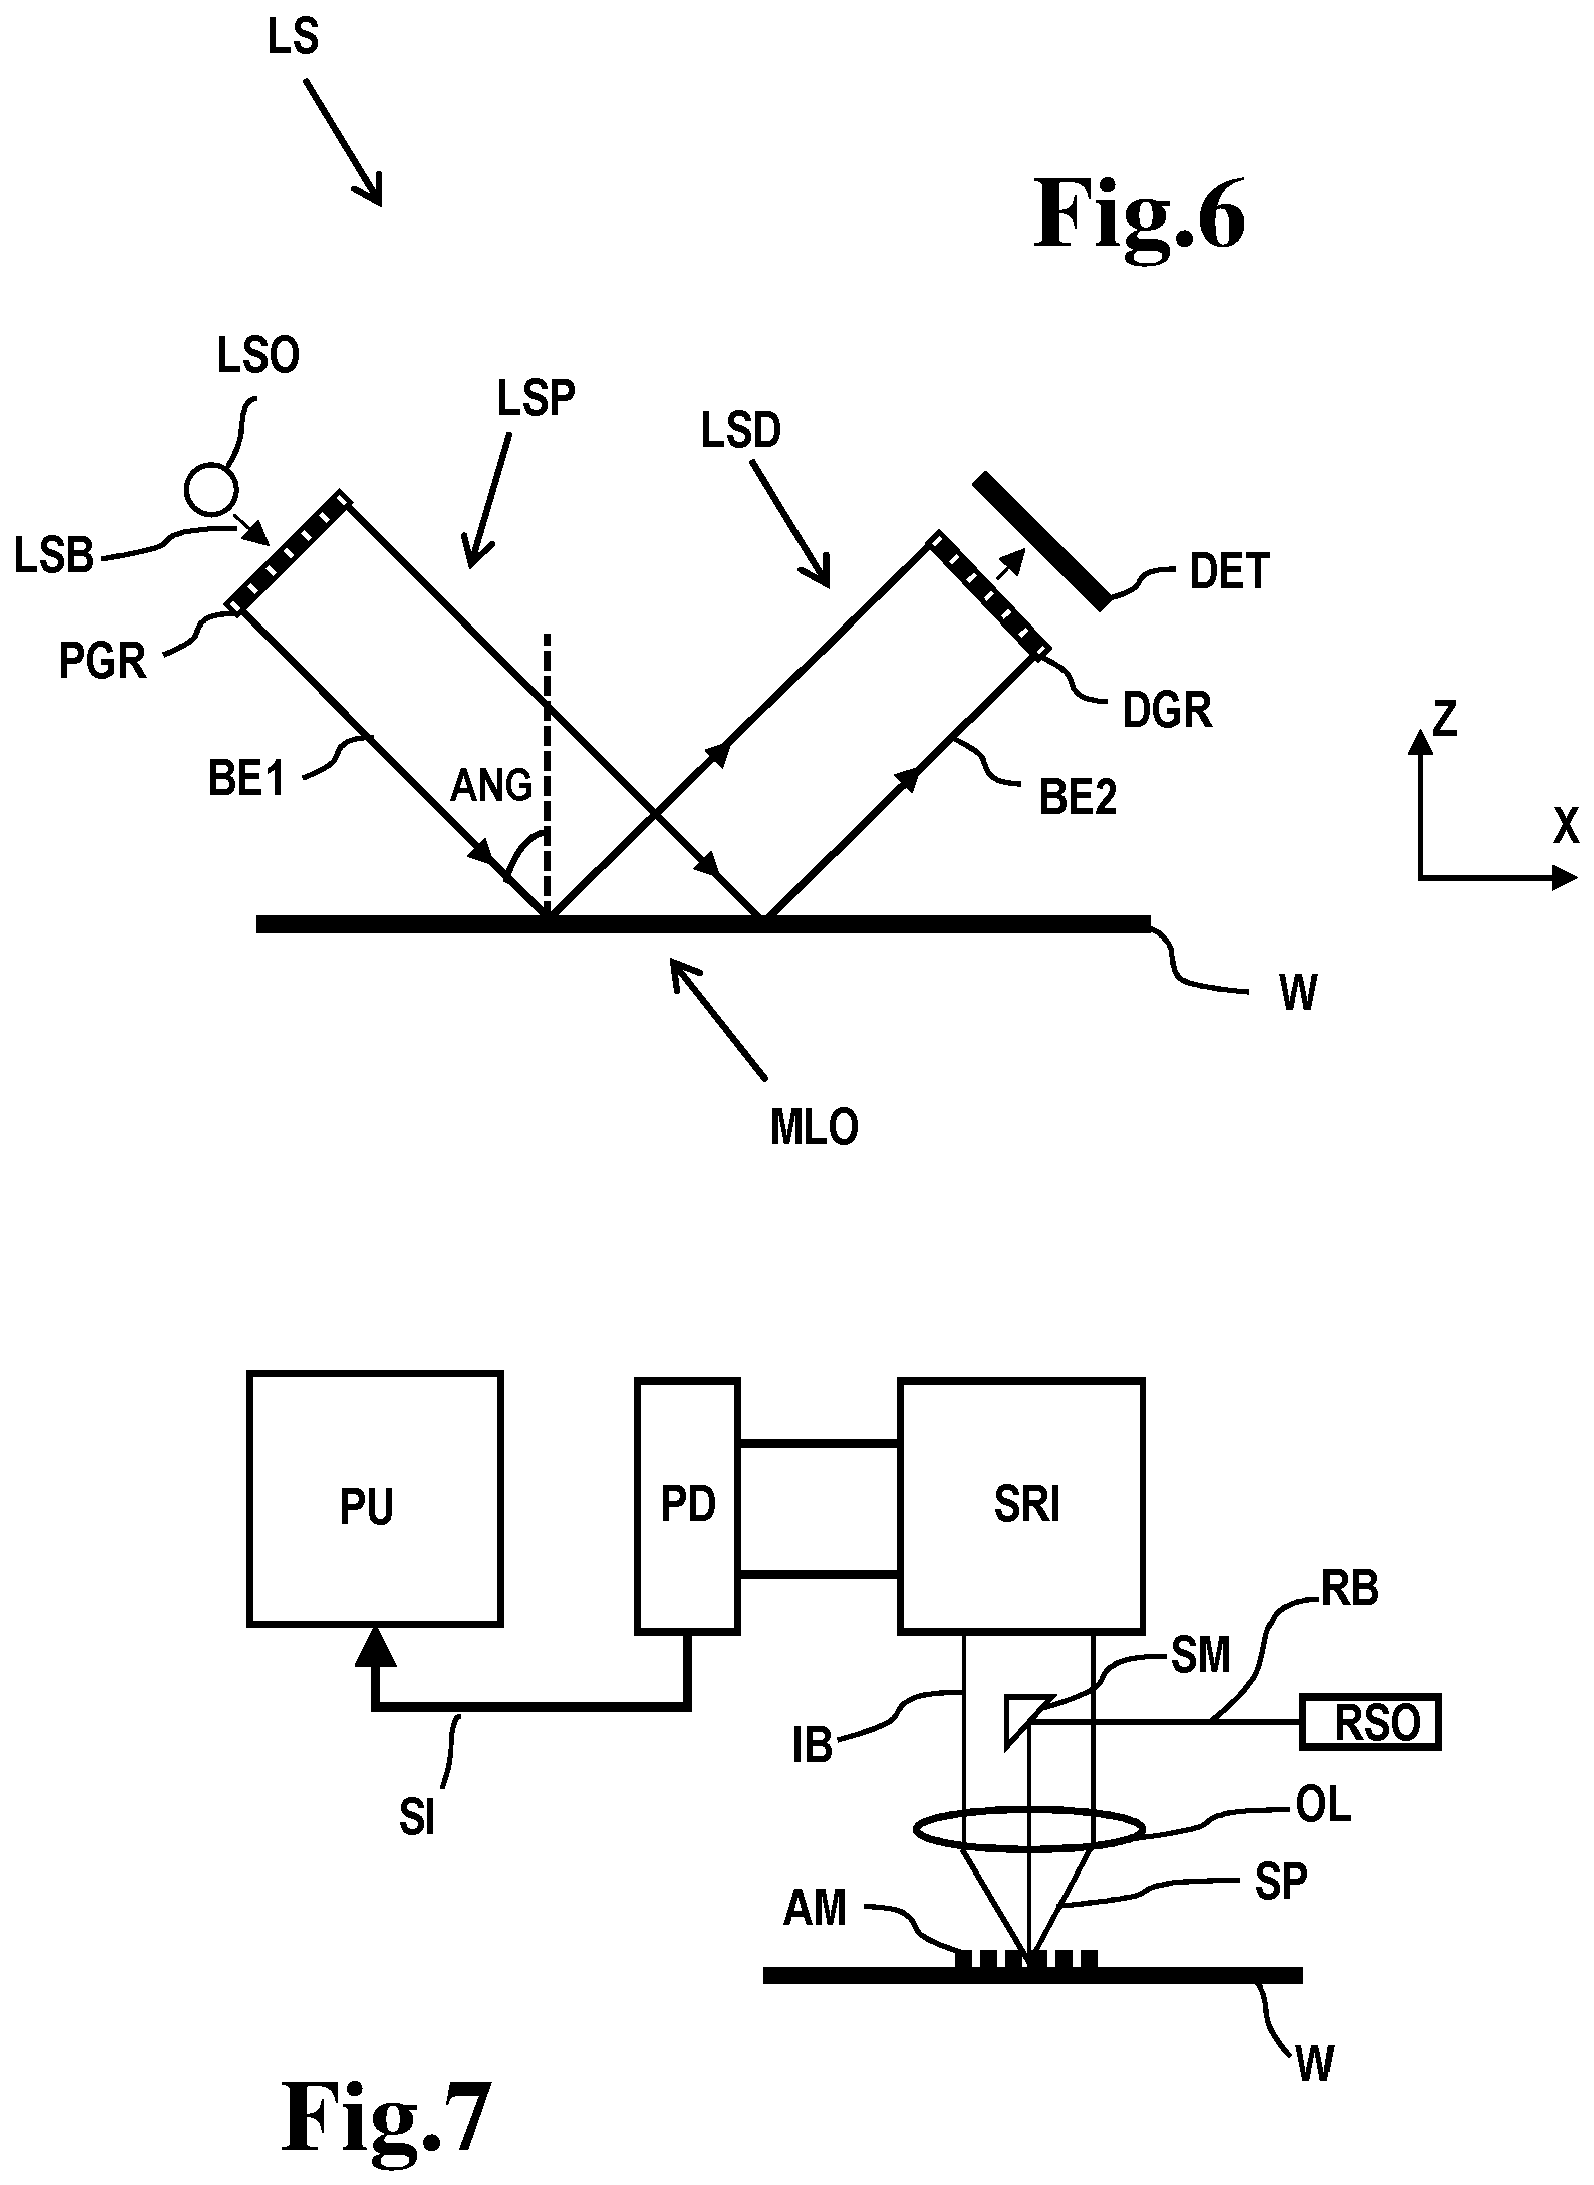 LS
Fig.6
LSO
LSP
LSD
LSB
DET
PGR
DGR
Z
BE1
ANG
BE2
X
W
MLO
PU
PD
SRI
RB
SM
IB
RSO
SI
OL
SP
AM
W
Fig.7